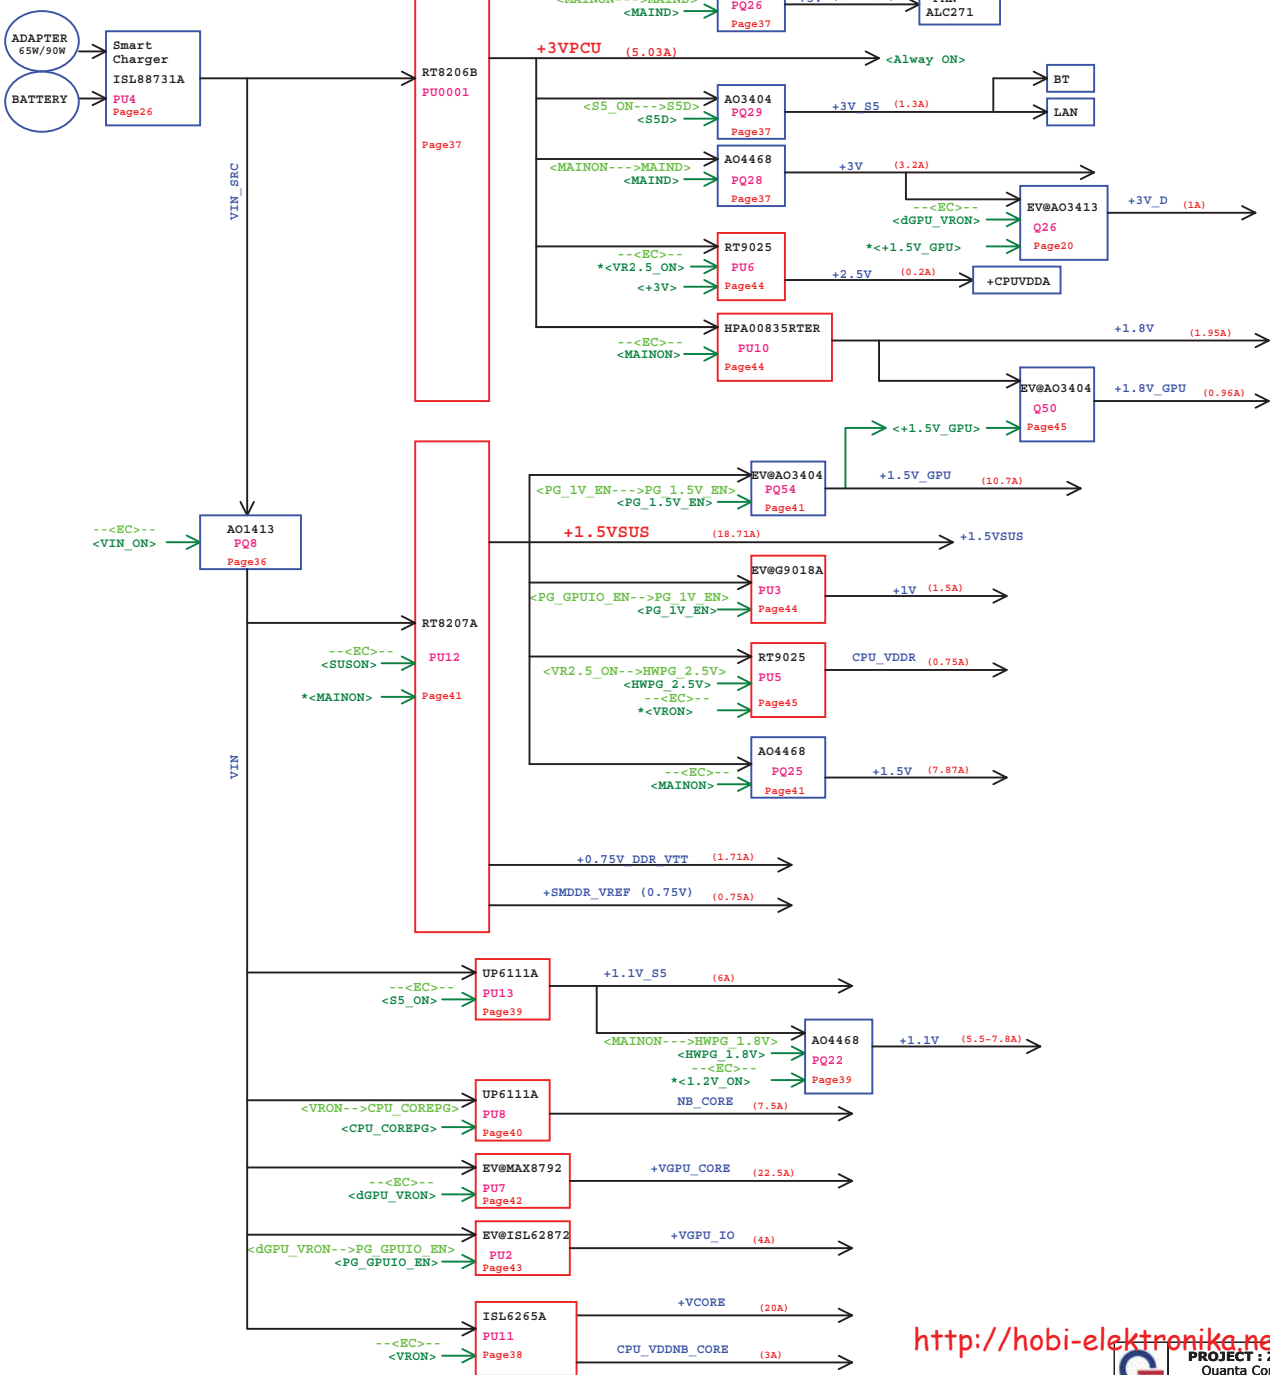 <MAINON--->MAIND>
<MAIND>
PQ26
Page37
ALC271
ADAPTER
65W/90W
BATTERY
Smart
Charger
ISL88731A
PU4
Page26
VIN_SRC
RT8206B
PU0001
Page37
+3VPCU (5.03A)
<Alway ON>
<S5_ON--->S5D>
<S5D>
AO3404
PQ29
Page37
+3V_S5 (1.3A)
BT
LAN
<MAINON--->MAIND>
<MAIND>
AO4468
PQ28
Page37
+3V (3.2A)
--<EC>--
<dGPU_VRON>
*<+1.5V_GPU>
EV@AO3413
Q26
Page20
+3V_D (1A)
--<EC>--
*<VR2.5_ON>
<+3V>
RT9025
PU6
Page44
+2.5V (0.2A)
+CPUVDDA
--<EC>--
<MAINON>
HPA00835RTER
PU10
Page44
+1.8V (1.95A)
EV@AO3404
Q50
Page45
<+1.5V_GPU>
+1.8V_GPU (0.96A)
<PG_1V_EN--->PG_1.5V_EN>
<PG_1.5V_EN>
EV@AO3404
PQ54
Page41
+1.5V_GPU (10.7A)
--<EC>--
<VIN_ON>
AO1413
PQ8
Page36
+1.5VSUS (18.71A)
+1.5VSUS
<PG_GPUIO_EN-->PG_1V_EN>
<PG_1V_EN>
EV@G9018A
PU3
Page44
+1V (1.5A)
RT8207A
PU12
Page41
--<EC>--
<SUSON>
*<MAINON>
<VR2.5_ON-->HWPG_2.5V>
<HWPG_2.5V>
--<EC>--
*<VRON>
RT9025
PU5
Page45
CPU_VDDR (0.75A)
VIN
--<EC>--
<MAINON>
AO4468
PQ25
Page41
+1.5V (7.87A)
+0.75V_DDR_VTT (1.71A)
+SMDDR_VREF (0.75V) (0.75A)
--<EC>--
<S5_ON>
UP6111A
PU13
Page39
+1.1V_S5 (6A)
<MAINON--->HWPG_1.8V>
<HWPG_1.8V>
--<EC>--
*<1.2V_ON>
AO4468
PQ22
Page39
+1.1V (5.5~7.8A)
<VRON-->CPU_COREPG>
<CPU_COREPG>
UP6111A
PU8
Page40
NB_CORE (7.5A)
--<EC>--
<dGPU_VRON>
EV@MAX8792
PU7
Page42
+VGPU_CORE (22.5A)
<dGPU_VRON-->PG_GPUIO_EN>
<PG_GPUIO_EN>
EV@ISL62872
PU2
Page43
+VGPU_IO (4A)
--<EC>--
<VRON>
ISL6265A
PU11
Page38
+VCORE (20A)
CPU_VDDNB_CORE (3A)
http://hobi-elektronika.ne
PROJECT :
Quanta Co